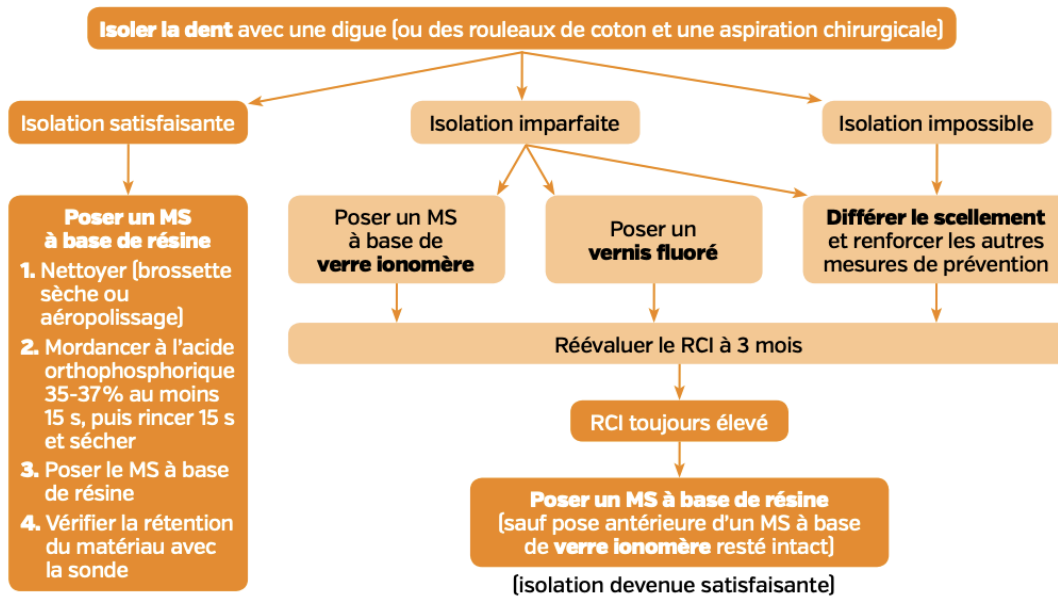 Isoler la dent avec une digue (ou des rouleaux de coton et une aspiration chirurgicale)
Isolation satisfaisante
Isolation imparfaite
Isolation impossible
Poser un MS
à base de résine
1. Nettoyer (brossette
sèche ou
aéropolissage)
2. Mordancer à l'acide
orthophosphorique
35-37% au moins
15 s, puis rincer 15 s
et sécher
3. Poser le MS à base
de résine
4. Vérifier la rétention
du matériau avec
la sonde
Poser un MS
à base de
verre ionomère
Poser un
vernis fluoré
Différer le scellement
et renforcer les autres
mesures de prévention
Réévaluer le RCI à 3 mois
RCI toujours élevé
Poser un MS à base de résine
(sauf pose antérieure d'un MS à base
de verre ionomère resté intact)
(isolation devenue satisfaisante)